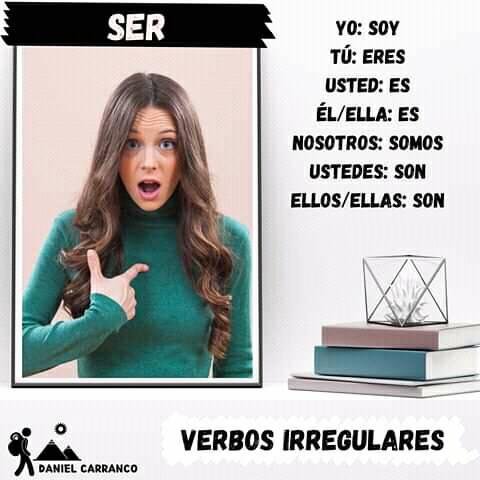 SER
YO: SOY
TÚ: ERES
USTED: ES
ÉL/ELLA: ES
NOSOTROS: SOMOS
USTEDES: SON
ELLOS/ELLAS: SON
VERBOS IRREGULARES
DANIEL CARRANCO